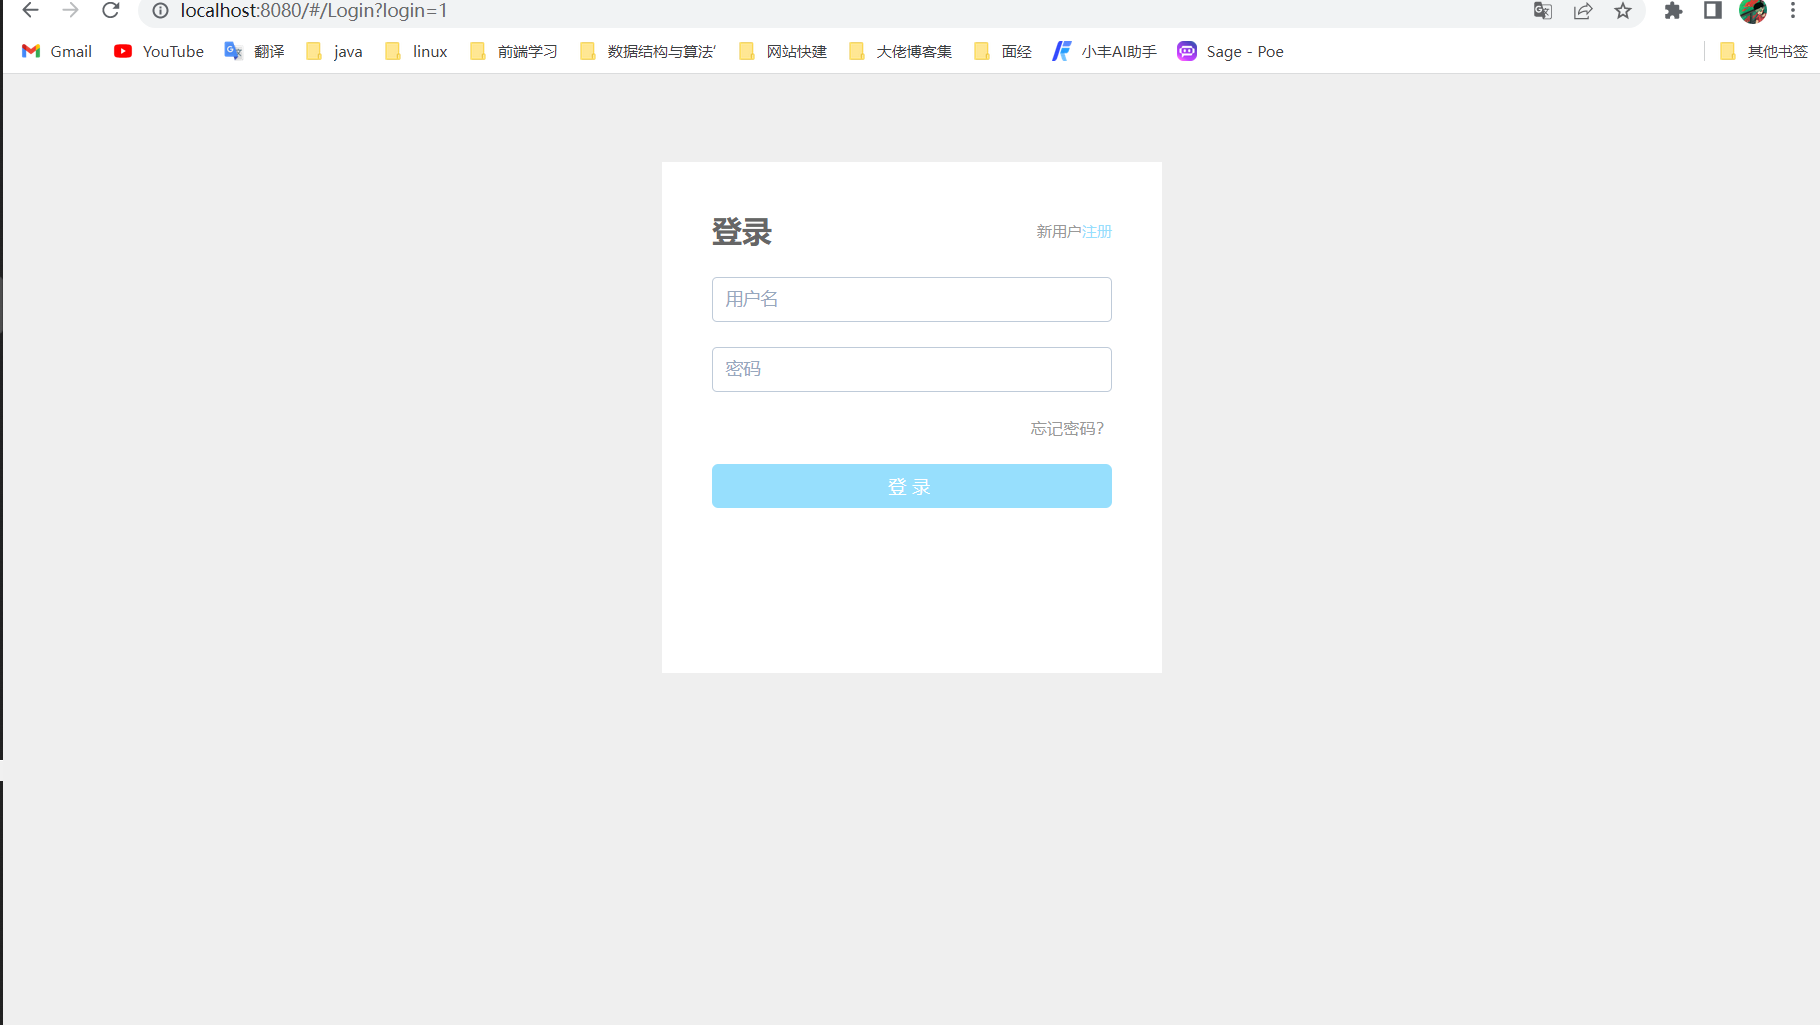 localhost:8080/#/Login?login=1
Gmail YouTube 翻译 java linux 前端学习 数据结构与算法‘ 网站快建 大佬博客集 面经 小丰AI助手 Sage - Poe 其他书签
登录 新用户注册
用户名
密码
忘记密码?
登 录